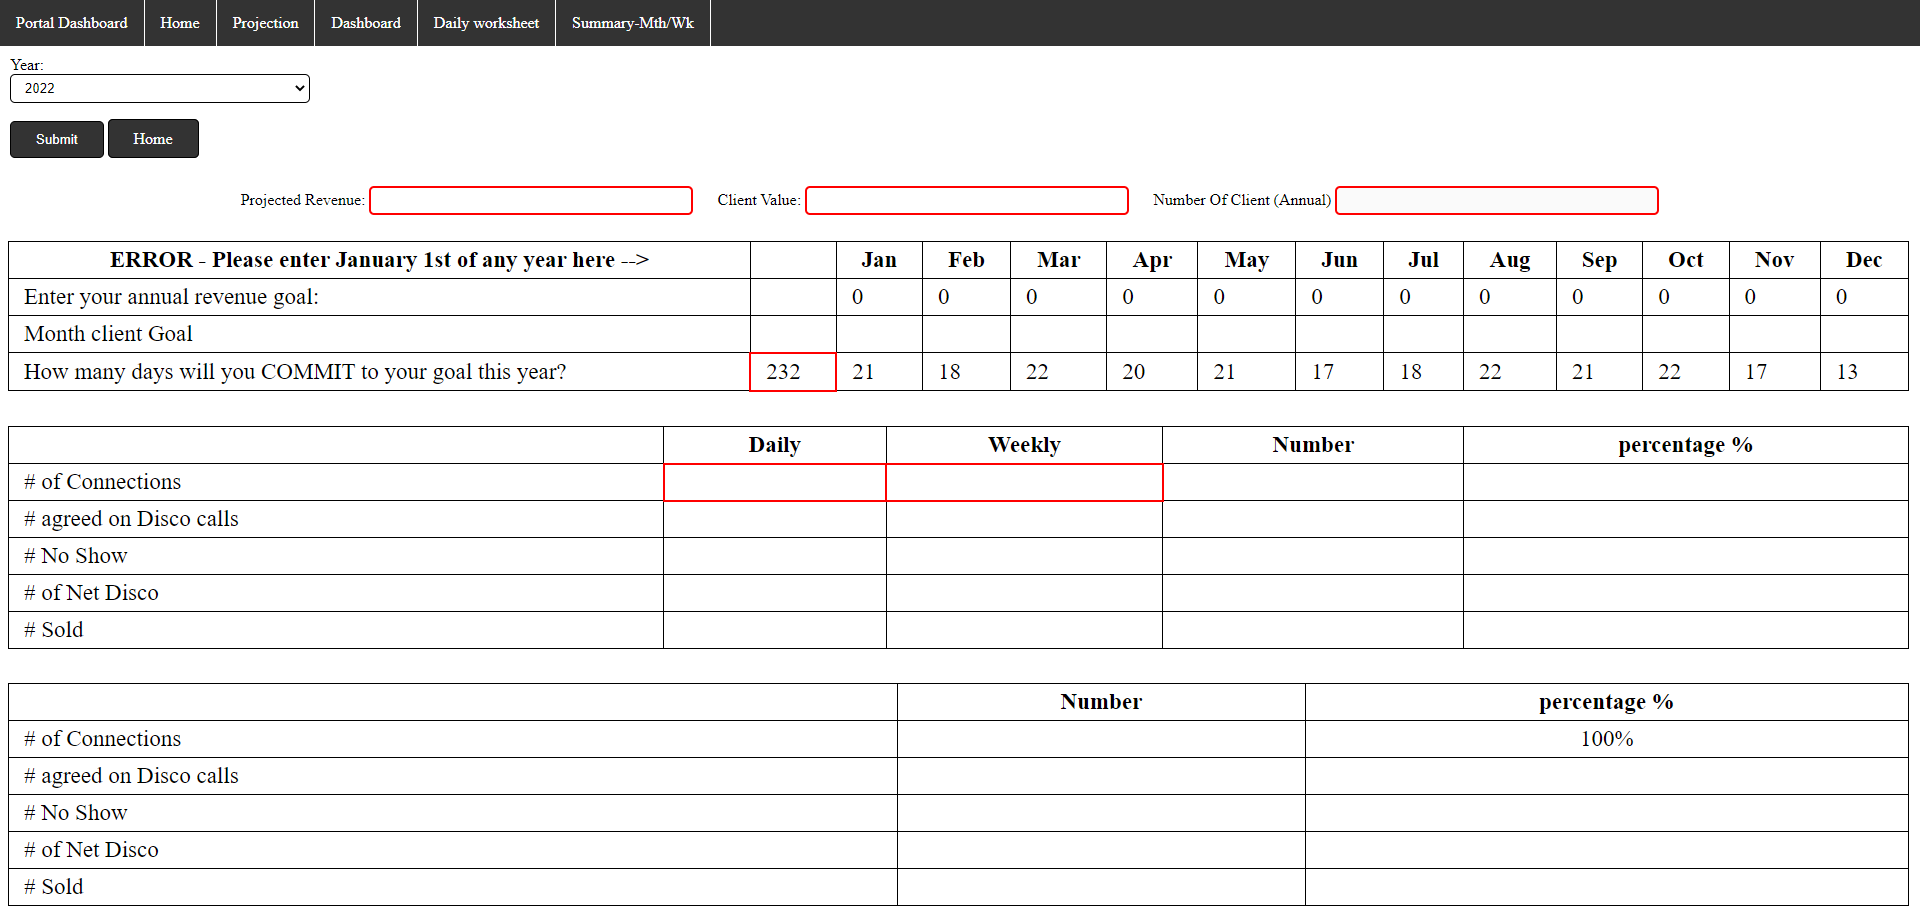 Portal Dashboard Home Projection Dashboard Daily worksheet Summary-Mth/Wk
Year:
2022
Submit Home
Projected Revenue: Client Value: Number Of Client (Annual)
ERROR - Please enter January 1st of any year here --> Jan Feb Mar Apr May Jun Jul Aug Sep Oct Nov Dec
Enter your annual revenue goal: 0 0 0 0 0 0 0 0 0 0 0 0
Month client Goal
How many days will you COMMIT to your goal this year? 232 21 18 22 20 21 17 18 22 21 22 17 13
Daily Weekly Number percentage %
# of Connections
# agreed on Disco calls
# No Show
# of Net Disco
# Sold
Number percentage %
# of Connections 100%
# agreed on Disco calls
# No Show
# of Net Disco
# Sold